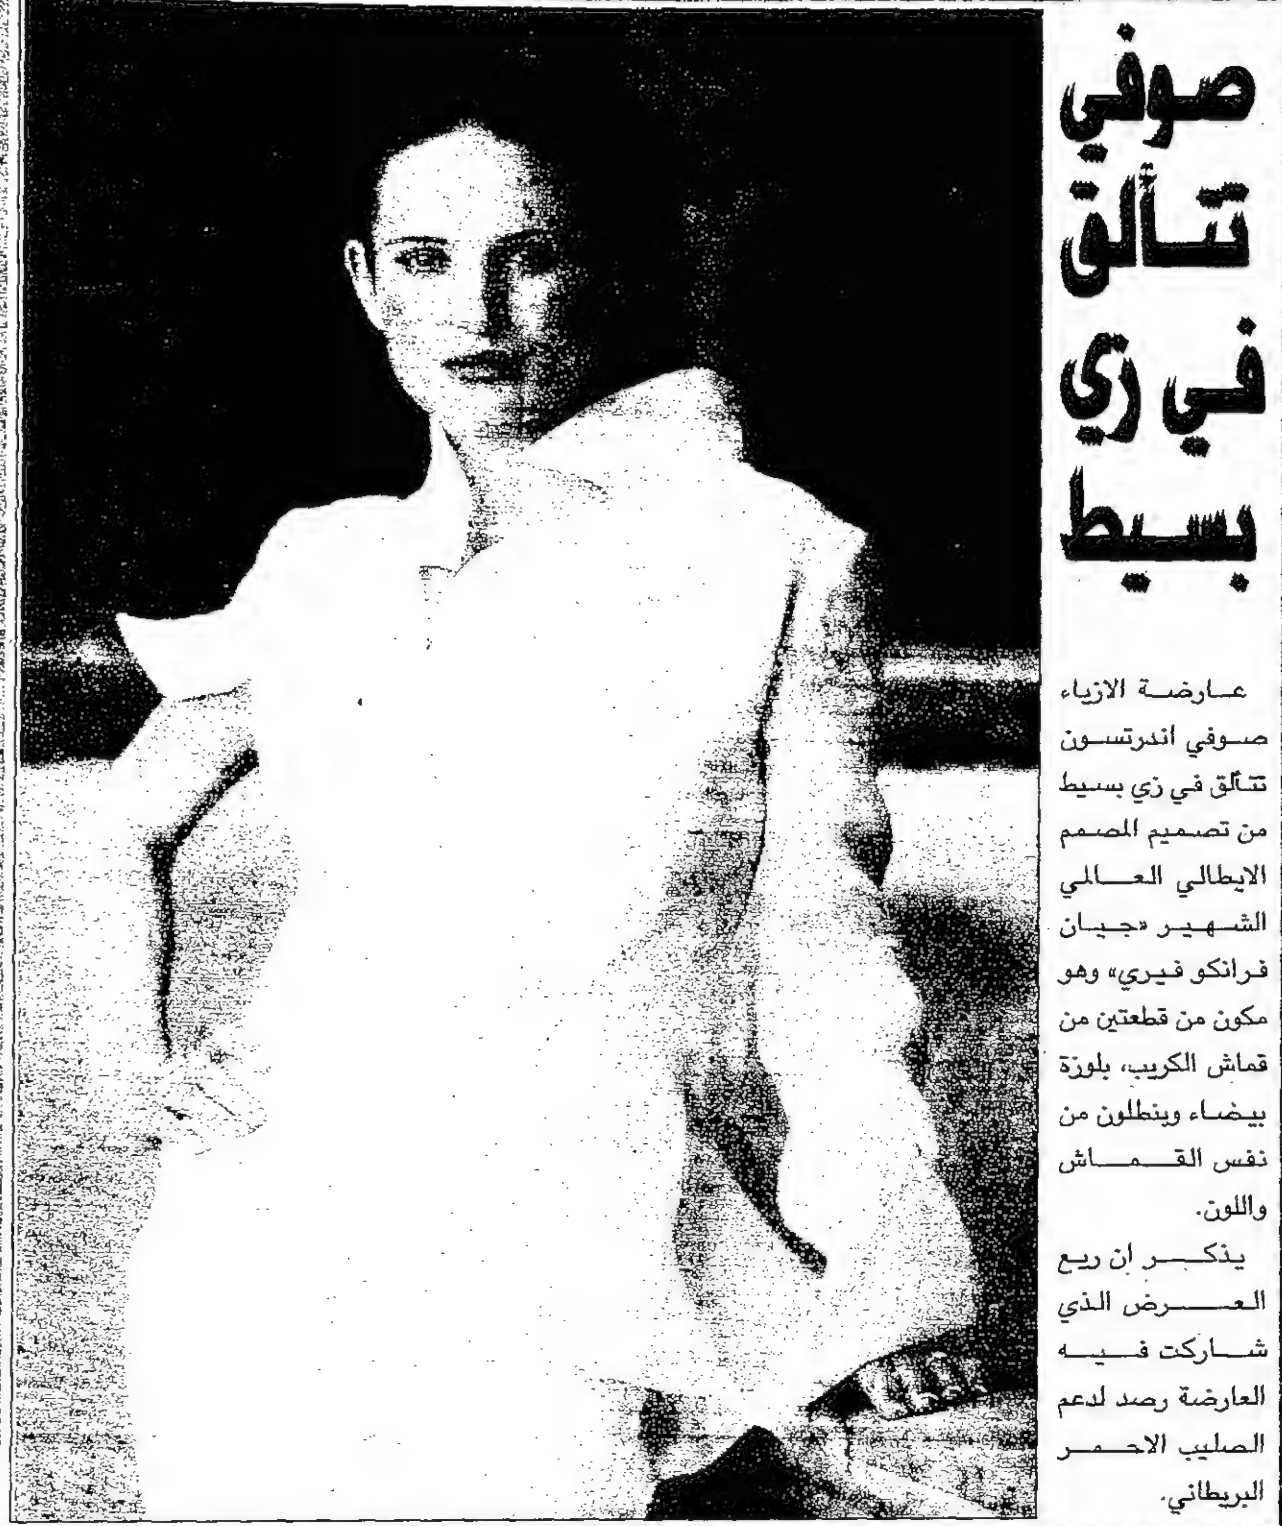 صوفي
تتألق
في زي
بسيط
عارضة الازياء
صوفي اندرتسون
تتألق في زي بسيط
من تصميم المصمم
الايطالي العالمي
الشهير «جيان
فرانكو فيري» وهو
مكون من قطعتين من
قماش الكريب، بلوزة
بيضاء وبنطلون من
نفس القماش
واللون.
يذكر ان ريع
العرض الذي
شاركت فيه
العارضة رصد لدعم
الصليب الاحمر
البريطاني.